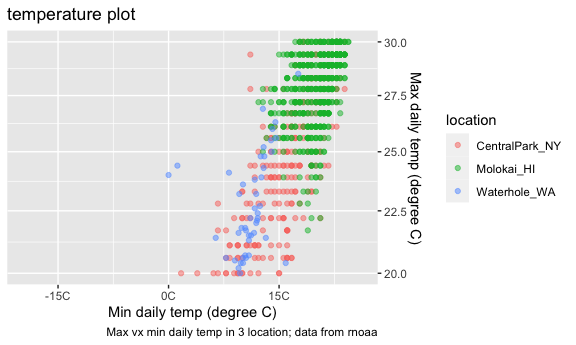 temperature plot
30.0
27.5
25.0
22.5
20.0
Max daily temp (degree C)
-15C
0C
15C
Min daily temp (degree C)
Max vx min daily temp in 3 location; data from rnoaa
location
CentralPark_NY
Molokai_HI
Waterhole_WA